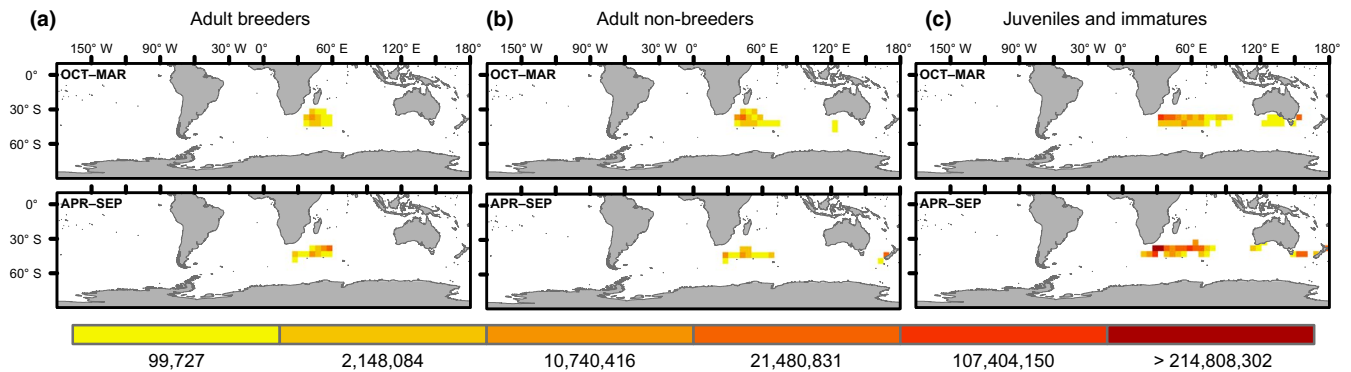 (a) Adult breeders (b) Adult non-breeders (c) Juveniles and immatures
150° W 90° W 30° W 0° 60° E 120° E 180° 150° W 90° W 30° W 0° 60° E 120° E 180° 150° W 90° W 30° W 0° 60° E 120° E 180°
0° OCT–MAR OCT–MAR OCT–MAR
30° S
60° S
0° APR–SEP APR–SEP APR–SEP
30° S
60° S
99,727 2,148,084 10,740,416 21,480,831 107,404,150 > 214,808,302